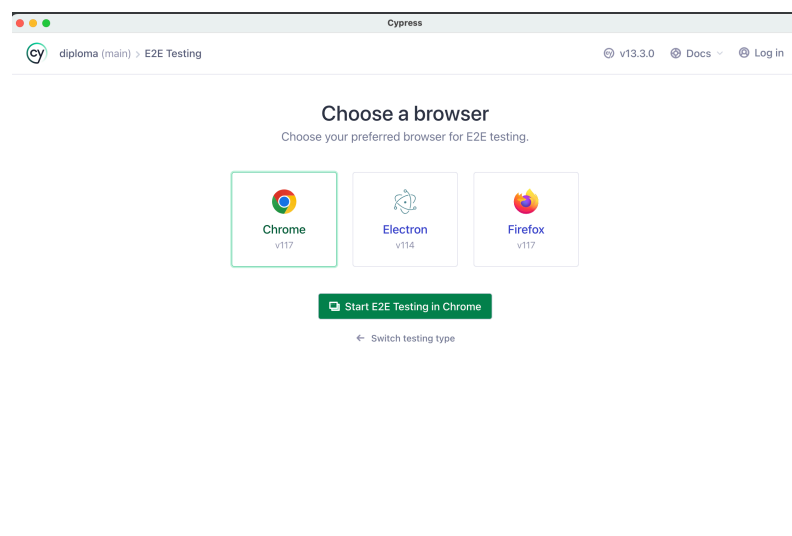 Cypress
cy diploma (main) > E2E Testing v13.3.0 Docs Log in
Choose a browser
Choose your preferred browser for E2E testing.
Chrome Electron Firefox
v117 v114 v117
Start E2E Testing in Chrome
← Switch testing type